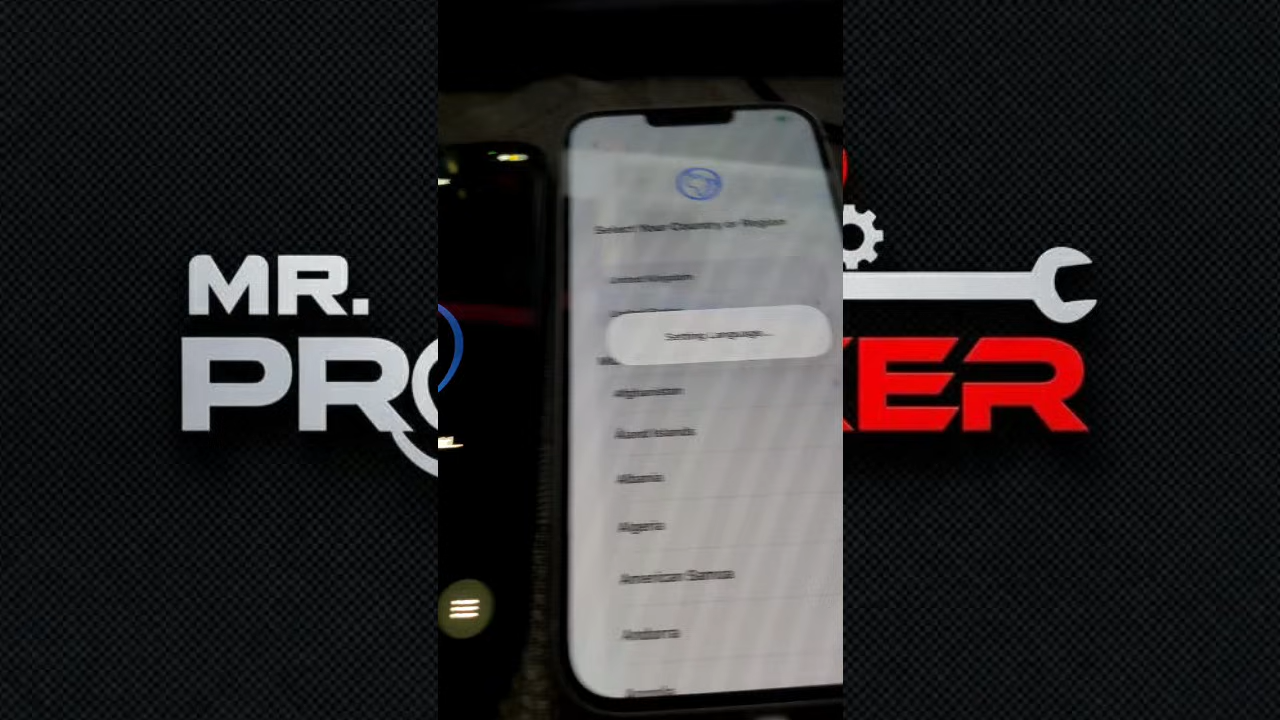 MR.
PRO
KER
Select Your Country or Region
United Kingdom
Setting Language...
Afghanistan
Åland Islands
Albania
Algeria
American Samoa
Andorra